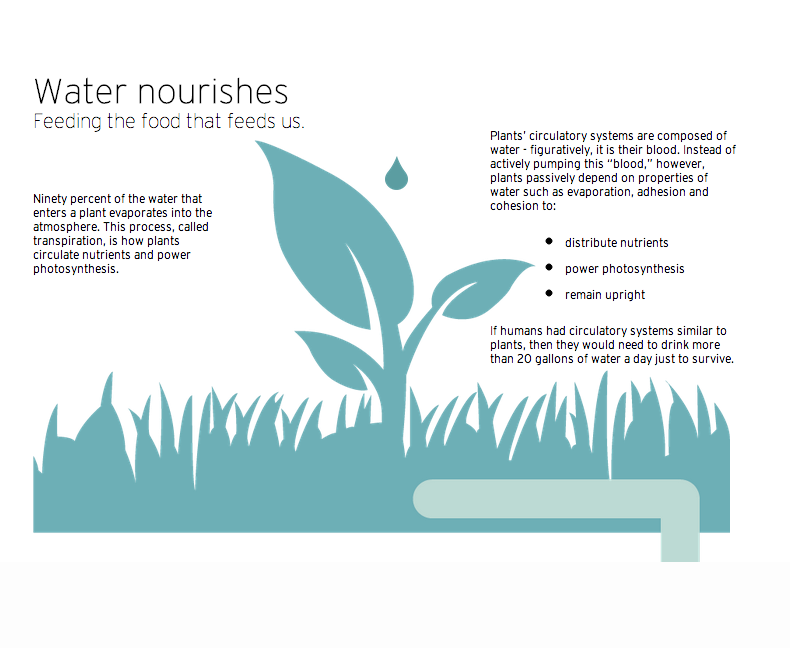 Water nourishes
Feeding the food that feeds us.
Ninety percent of the water that
enters a plant evaporates into the
atmosphere. This process, called
transpiration, is how plants
circulate nutrients and power
photosynthesis.
Plants' circulatory systems are composed of
water - figuratively, it is their blood. Instead of
actively pumping this “blood,” however,
plants passively depend on properties of
water such as evaporation, adhesion and
cohesion to:
● distribute nutrients
● power photosynthesis
● remain upright
If humans had circulatory systems similar to
plants, then they would need to drink more
than 20 gallons of water a day just to survive.